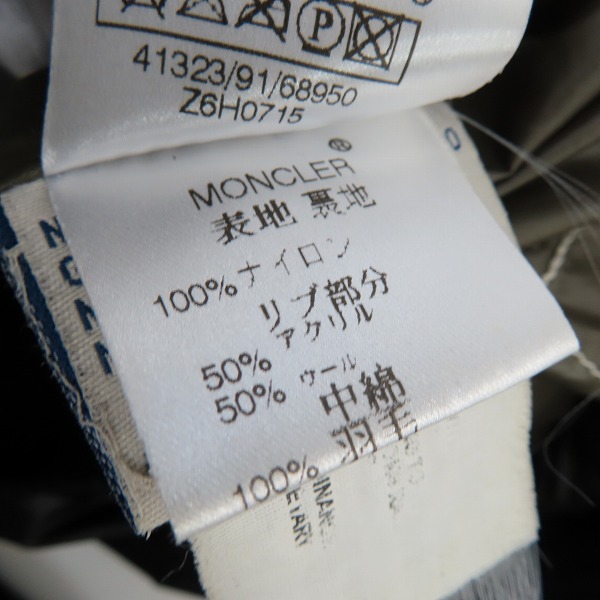 P
41323/91/68950
Z6H0715
MONCLER®
表地 裏地
100%ナイロン
リブ部分
50% アクリル
50% ウール
中綿
100% 羽毛